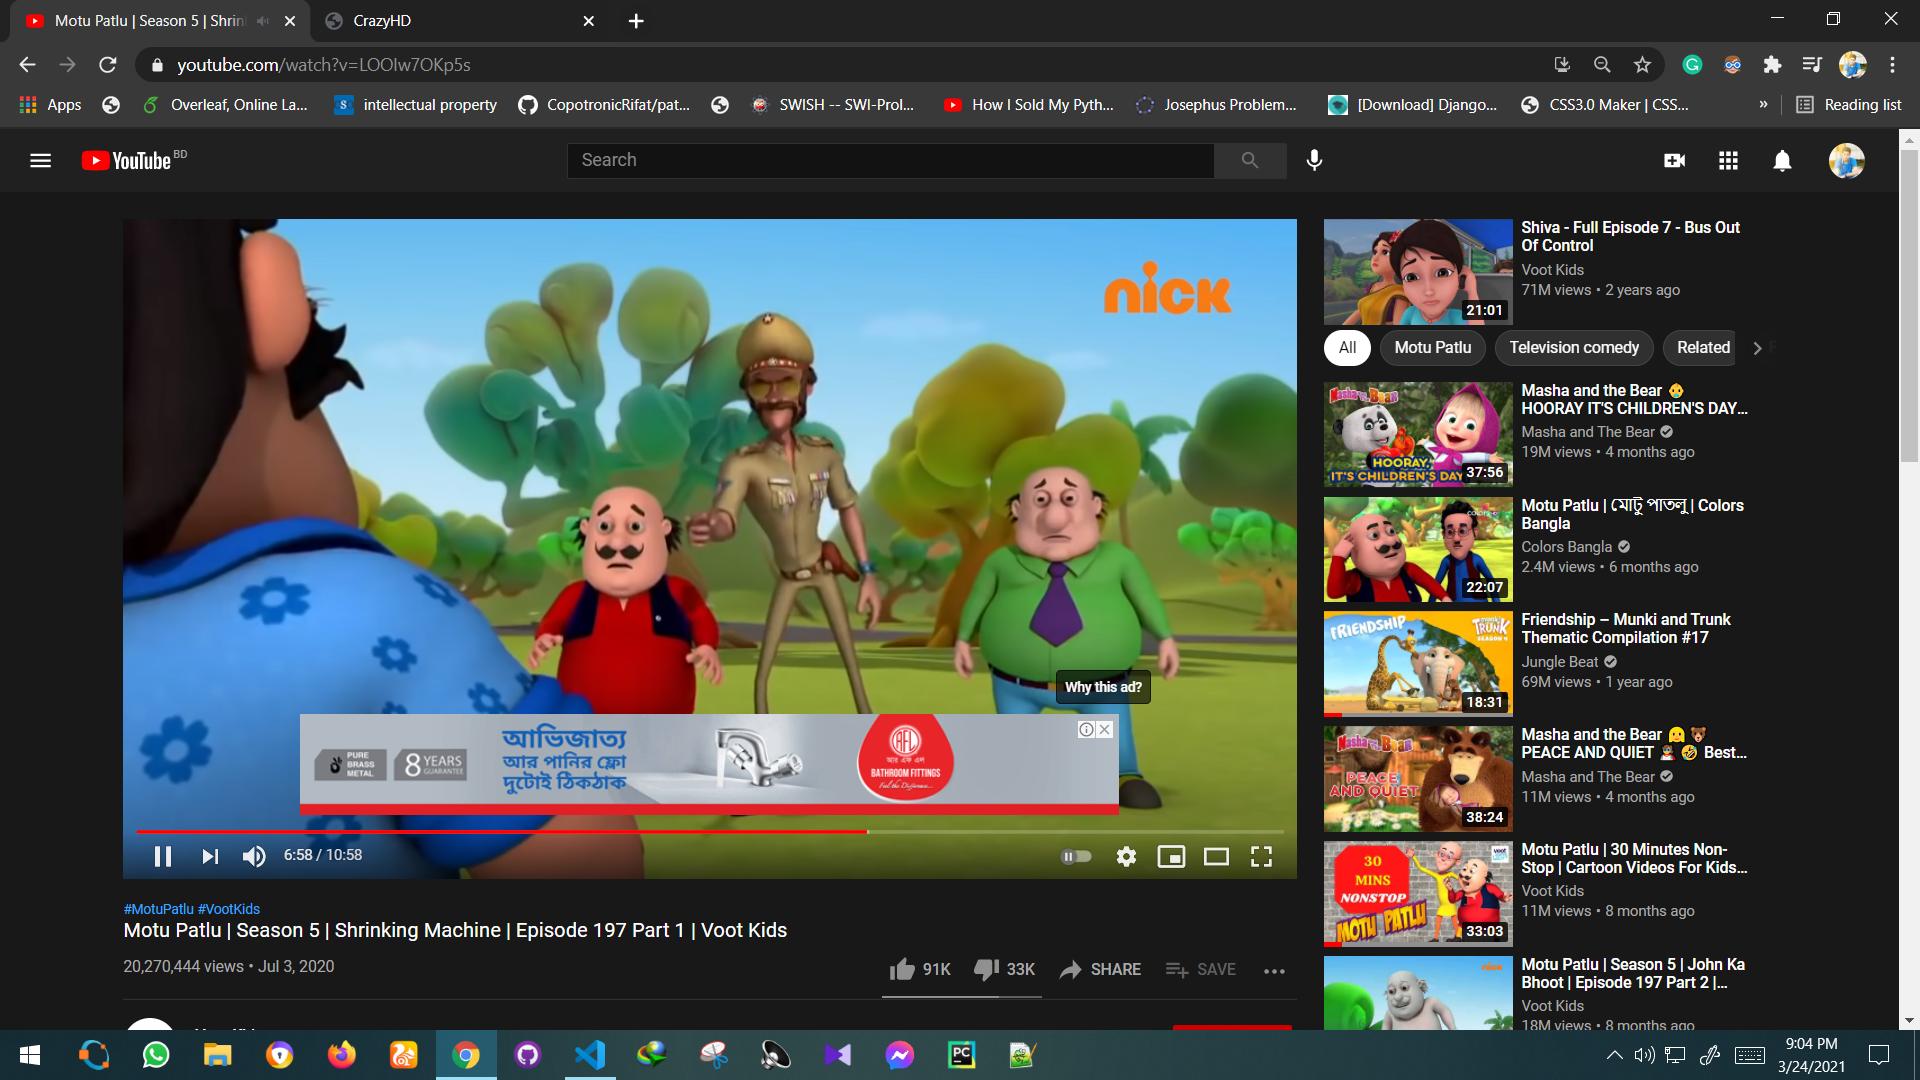 Motu Patlu | Season 5 | Shrin
CrazyHD
youtube.com/watch?v=LOOIw7OKp5s
Apps
Overleaf, Online La...
intellectual property
CopotronicRifat/pat...
SWISH -- SWI-Prol...
How I Sold My Pyth...
Josephus Problem...
[Download] Django...
CSS3.0 Maker | CSS...
»
Reading list
YouTube BD
Search
nick
Why this ad?
PURE BRASS METAL
8 YEARS GUARANTEE
আভিজাত্য
আর পানির ফ্লো
দুটোই ঠিকঠাক
RFL
আর এফ এল
BATHROOM FITTINGS
Feel the Difference...
6:58 / 10:58
#MotuPatlu #VootKids
Motu Patlu | Season 5 | Shrinking Machine | Episode 197 Part 1 | Voot Kids
20,270,444 views • Jul 3, 2020
91K
33K
SHARE
SAVE
Shiva - Full Episode 7 - Bus Out
Of Control
Voot Kids
71M views • 2 years ago
21:01
All
Motu Patlu
Television comedy
Related
Masha and the Bear
HOORAY IT'S CHILDREN'S DAY...
Masha and The Bear
19M views • 4 months ago
HOORAY,
IT'S CHILDREN'S DAY
37:56
Motu Patlu | মোটু পাতলু | Colors
Bangla
Colors Bangla
2.4M views • 6 months ago
22:07
Friendship – Munki and Trunk
Thematic Compilation #17
Jungle Beat
69M views • 1 year ago
FRIENDSHIP
TRUNK
18:31
Masha and the Bear
PEACE AND QUIET Best...
Masha and The Bear
11M views • 4 months ago
PEACE
AND QUIET
38:24
Motu Patlu | 30 Minutes Non-
Stop | Cartoon Videos For Kids...
Voot Kids
11M views • 8 months ago
30
MINS
NONSTOP
MOTU PATLU
33:03
Motu Patlu | Season 5 | John Ka
Bhoot | Episode 197 Part 2 |...
Voot Kids
18M views • 8 months ago
9:04 PM
3/24/2021